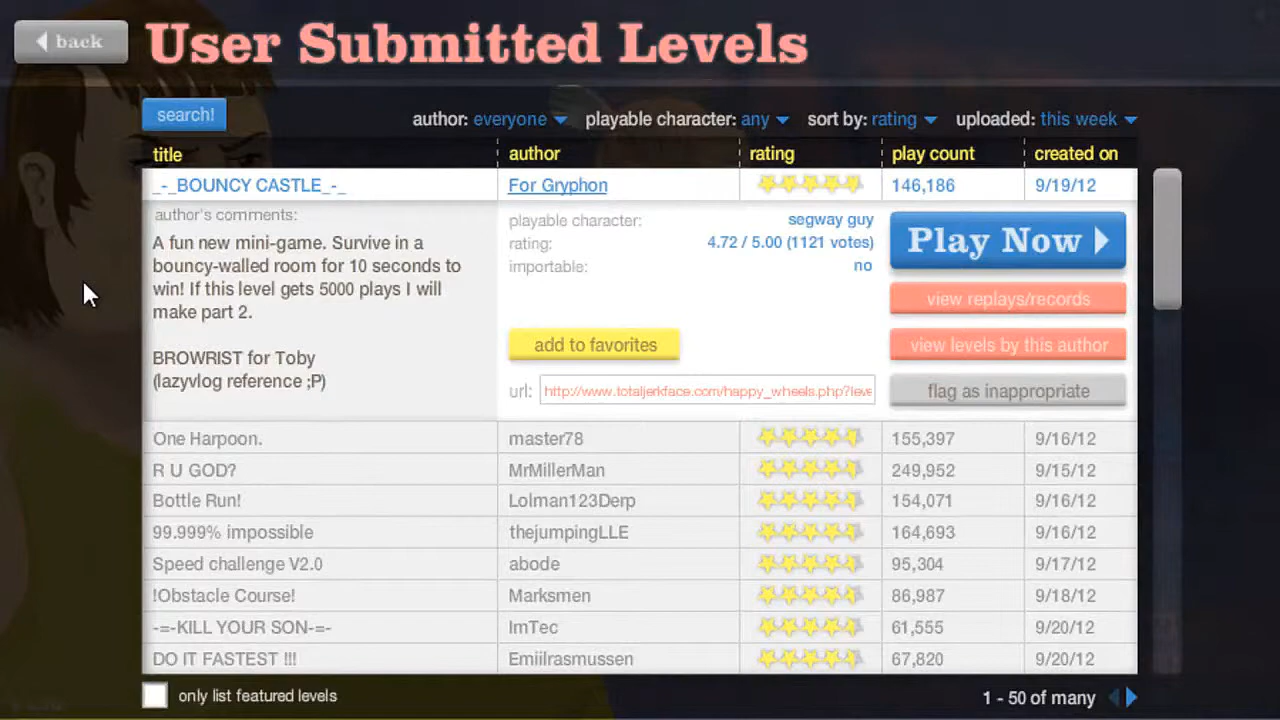 back
User Submitted Levels
search!
author: everyone playable character: any sort by: rating uploaded: this week
title author rating play count created on
_-_BOUNCY CASTLE_-_ For Gryphon 146,186 9/19/12
author's comments:
A fun new mini-game. Survive in a
bouncy-walled room for 10 seconds to
win! If this level gets 5000 plays I will
make part 2.
BROWRIST for Toby
(lazyvlog reference ;P)
playable character: segway guy
rating: 4.72 / 5.00 (1121 votes)
importable: no
add to favorites
url: http://www.totaljerkface.com/happy_wheels.php?leve
Play Now
view replays/records
view levels by this author
flag as inappropriate
One Harpoon. master78 155,397 9/16/12
R U GOD? MrMillerMan 249,952 9/15/12
Bottle Run! Lolman123Derp 154,071 9/16/12
99.999% impossible thejumpingLLE 164,693 9/16/12
Speed challenge V2.0 abode 95,304 9/17/12
!Obstacle Course! Marksmen 86,987 9/18/12
-=-KILL YOUR SON-=- ImTec 61,555 9/20/12
DO IT FASTEST !!! Emiilrasmussen 67,820 9/20/12
only list featured levels
1 - 50 of many